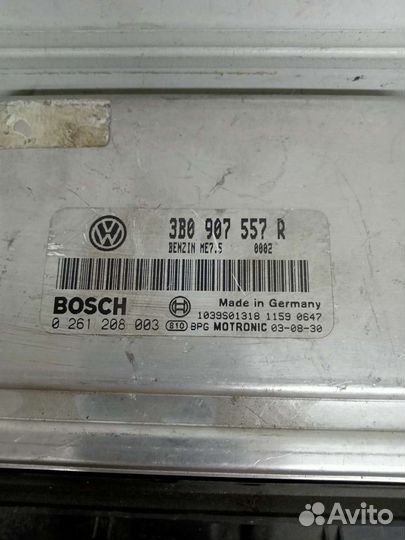 3B0 907 557 R
BENZIN ME7.5 0002
BOSCH
Made in Germany
0 261 208 003
1039S01318 1159 0647
S10 BPG MOTRONIC 03-08-30
Avito